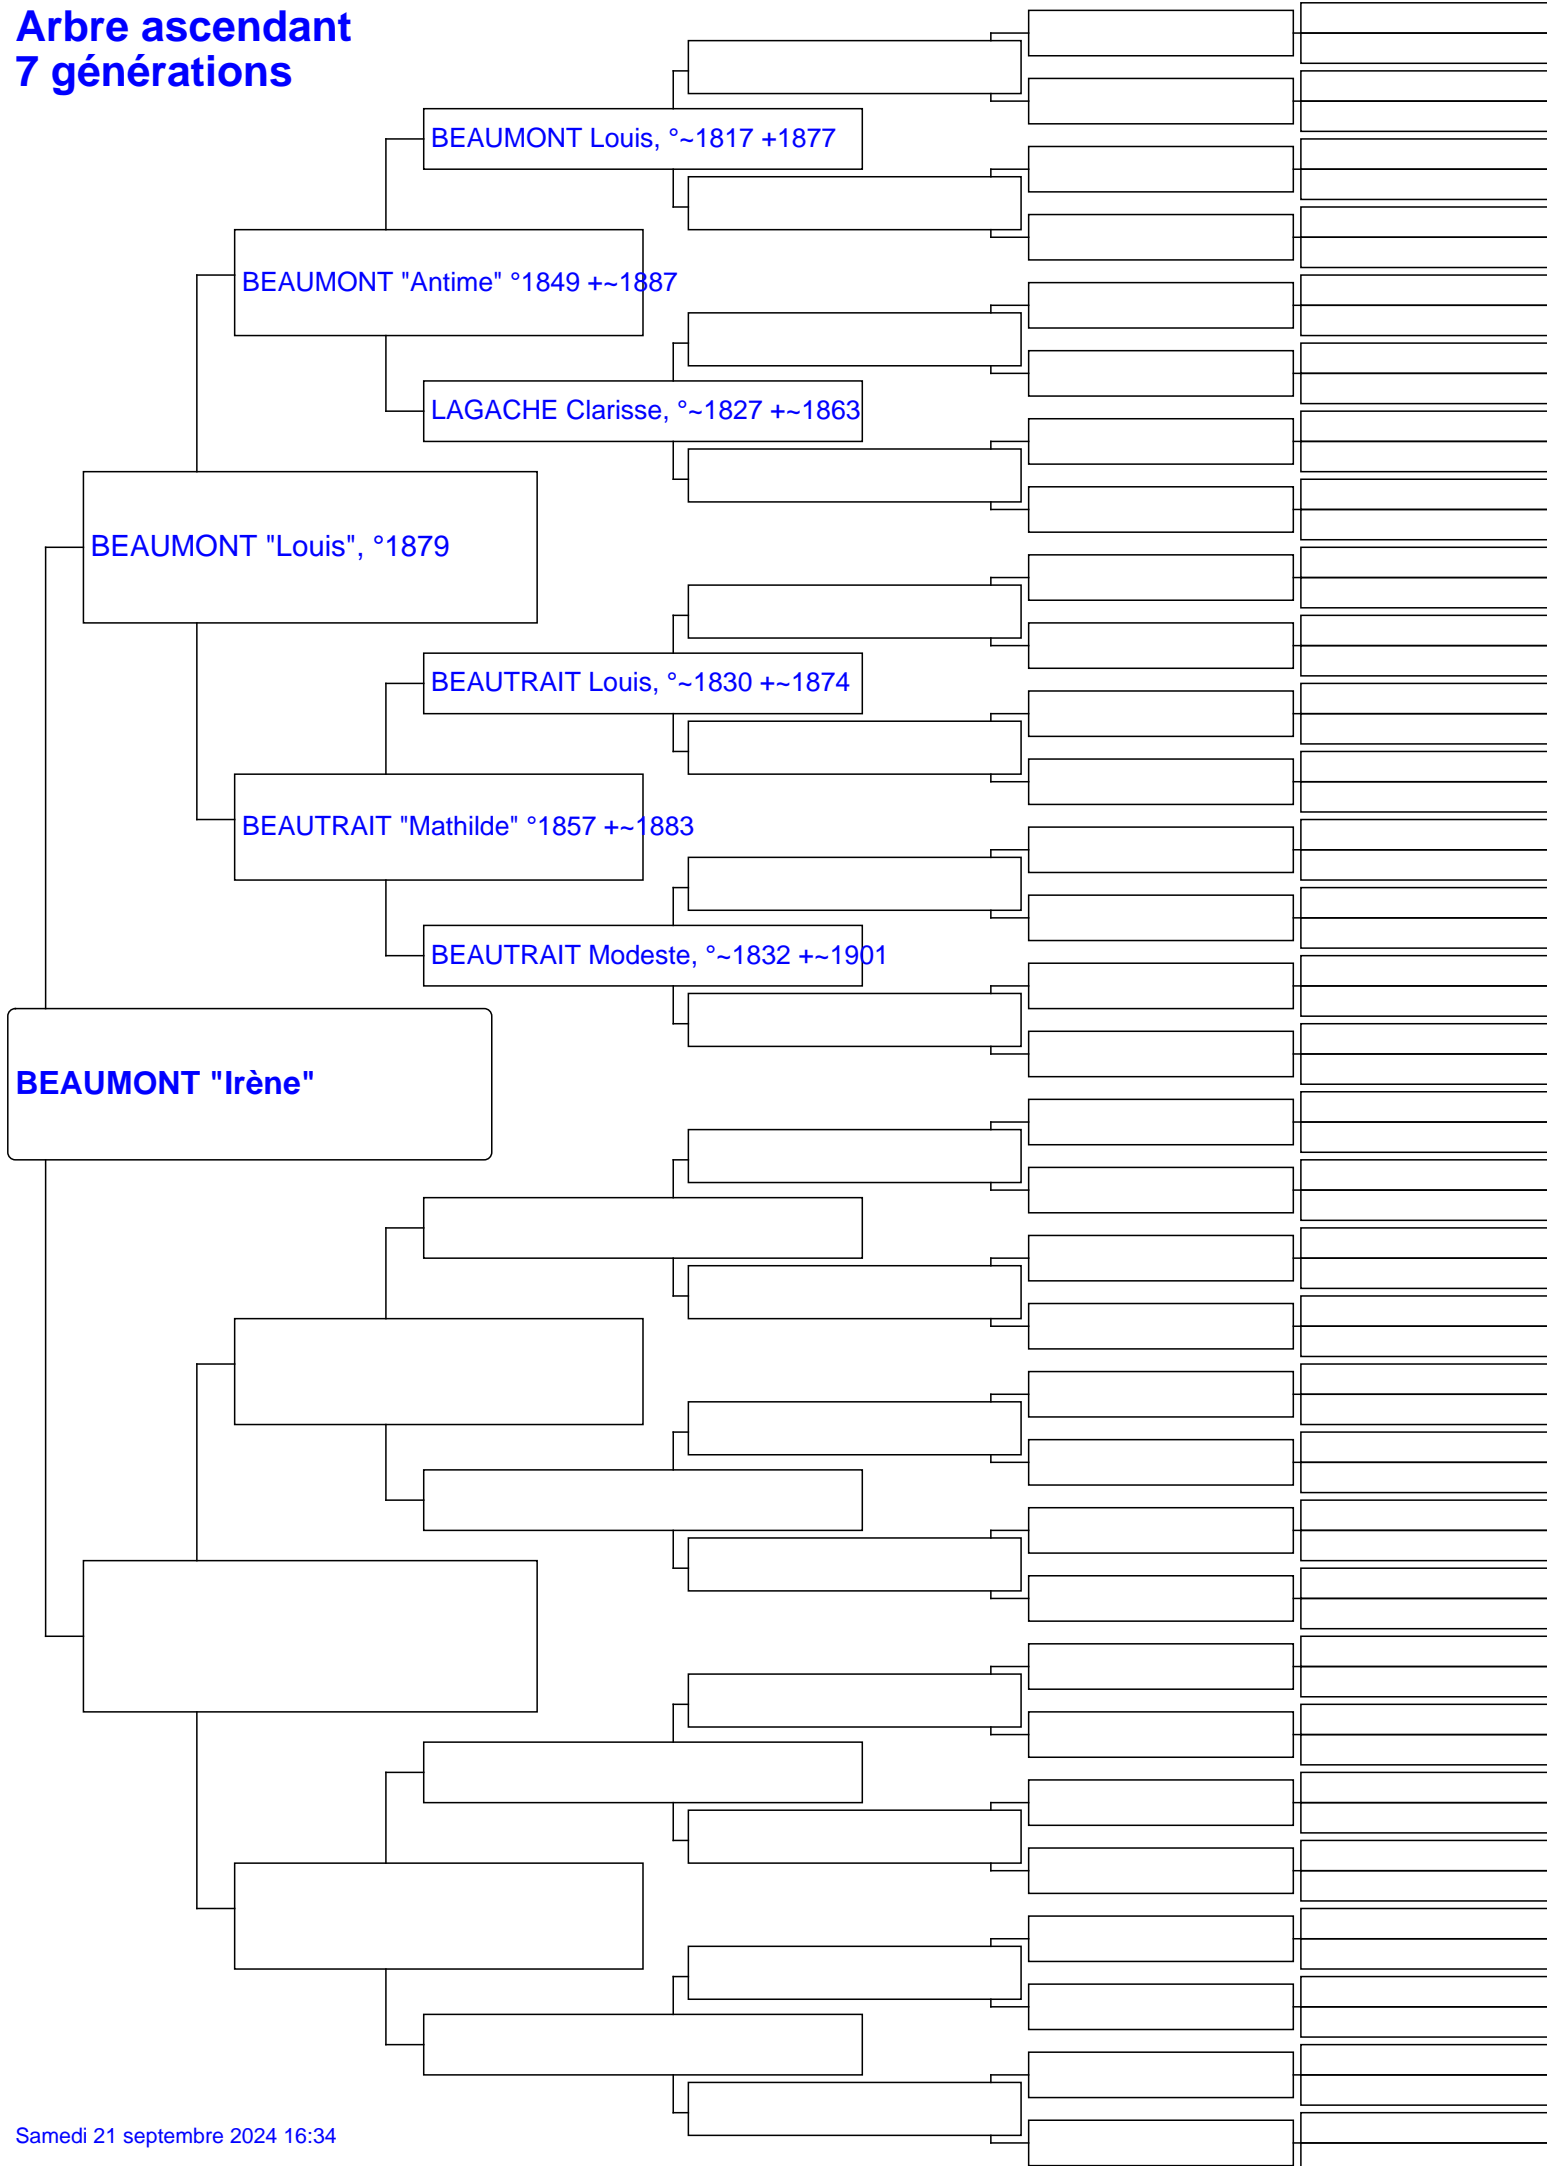 Arbre ascendant
7 générations
BEAUMONT Louis, °~1817 +1877
BEAUMONT "Antime" °1849 +~1887
LAGACHE Clarisse, °~1827 +~1863
BEAUMONT "Louis", °1879
BEAUTRAIT Louis, °~1830 +~1874
BEAUTRAIT "Mathilde" °1857 +~1883
BEAUTRAIT Modeste, °~1832 +~1901
BEAUMONT "Irène"
Samedi 21 septembre 2024 16:34